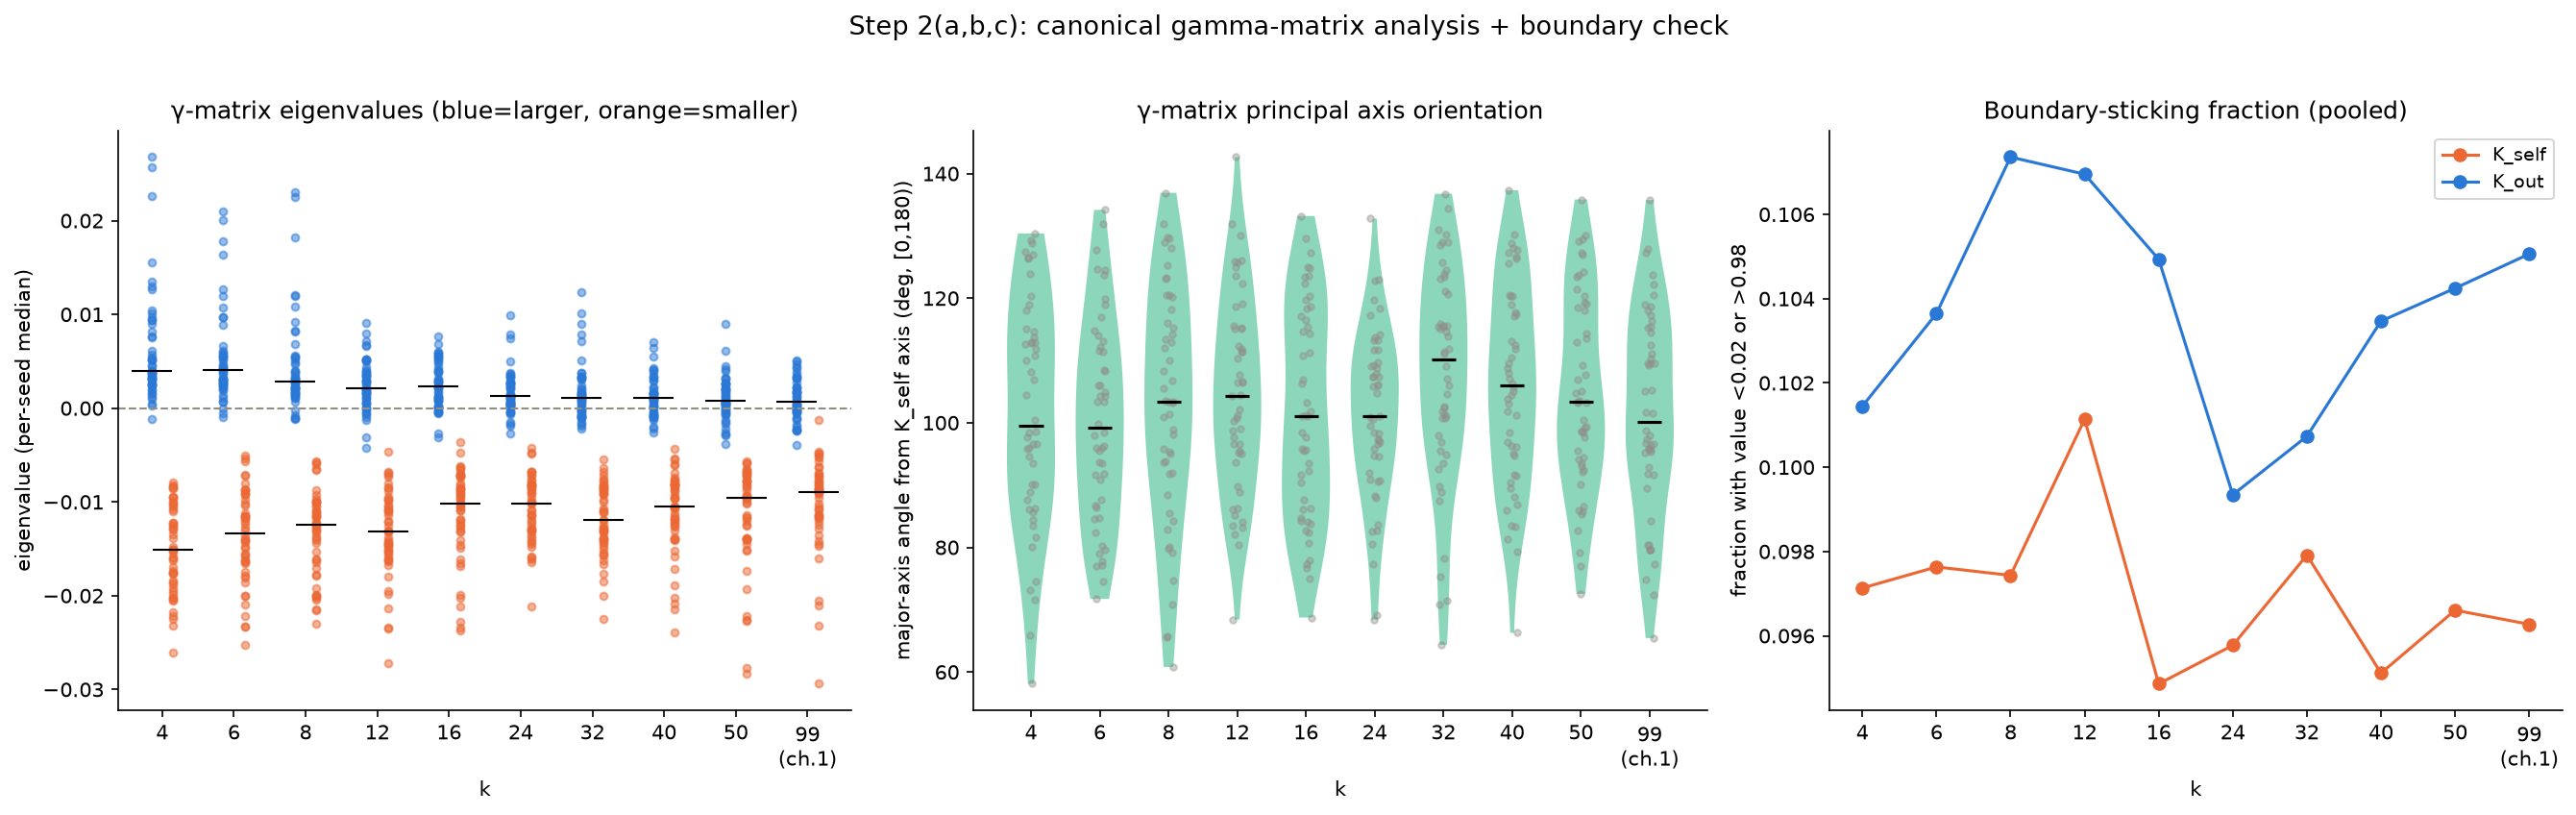 Step 2(a,b,c): canonical gamma-matrix analysis + boundary check
γ-matrix eigenvalues (blue=larger, orange=smaller)
eigenvalue (per-seed median)
0.02
0.01
0.00
−0.01
−0.02
−0.03
4 6 8 12 16 24 32 40 50 99
(ch.1)
k
γ-matrix principal axis orientation
major-axis angle from K_self axis (deg, [0,180))
140
120
100
80
60
4 6 8 12 16 24 32 40 50 99
(ch.1)
k
Boundary-sticking fraction (pooled)
fraction with value <0.02 or >0.98
0.106
0.104
0.102
0.100
0.098
0.096
K_self
K_out
4 6 8 12 16 24 32 40 50 99
(ch.1)
k